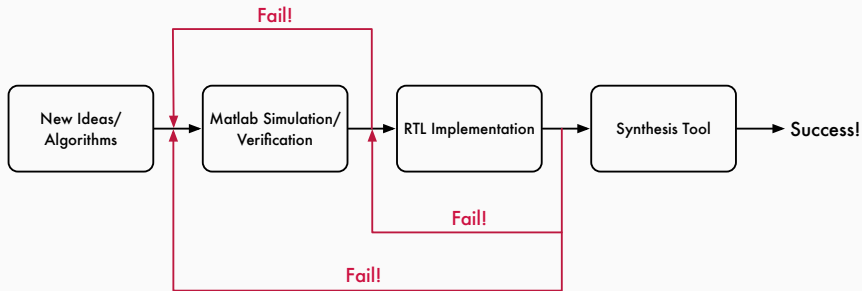 Fail!
New Ideas/
Algorithms
Matlab Simulation/
Verification
RTL Implementation
Synthesis Tool
Success!
Fail!
Fail!